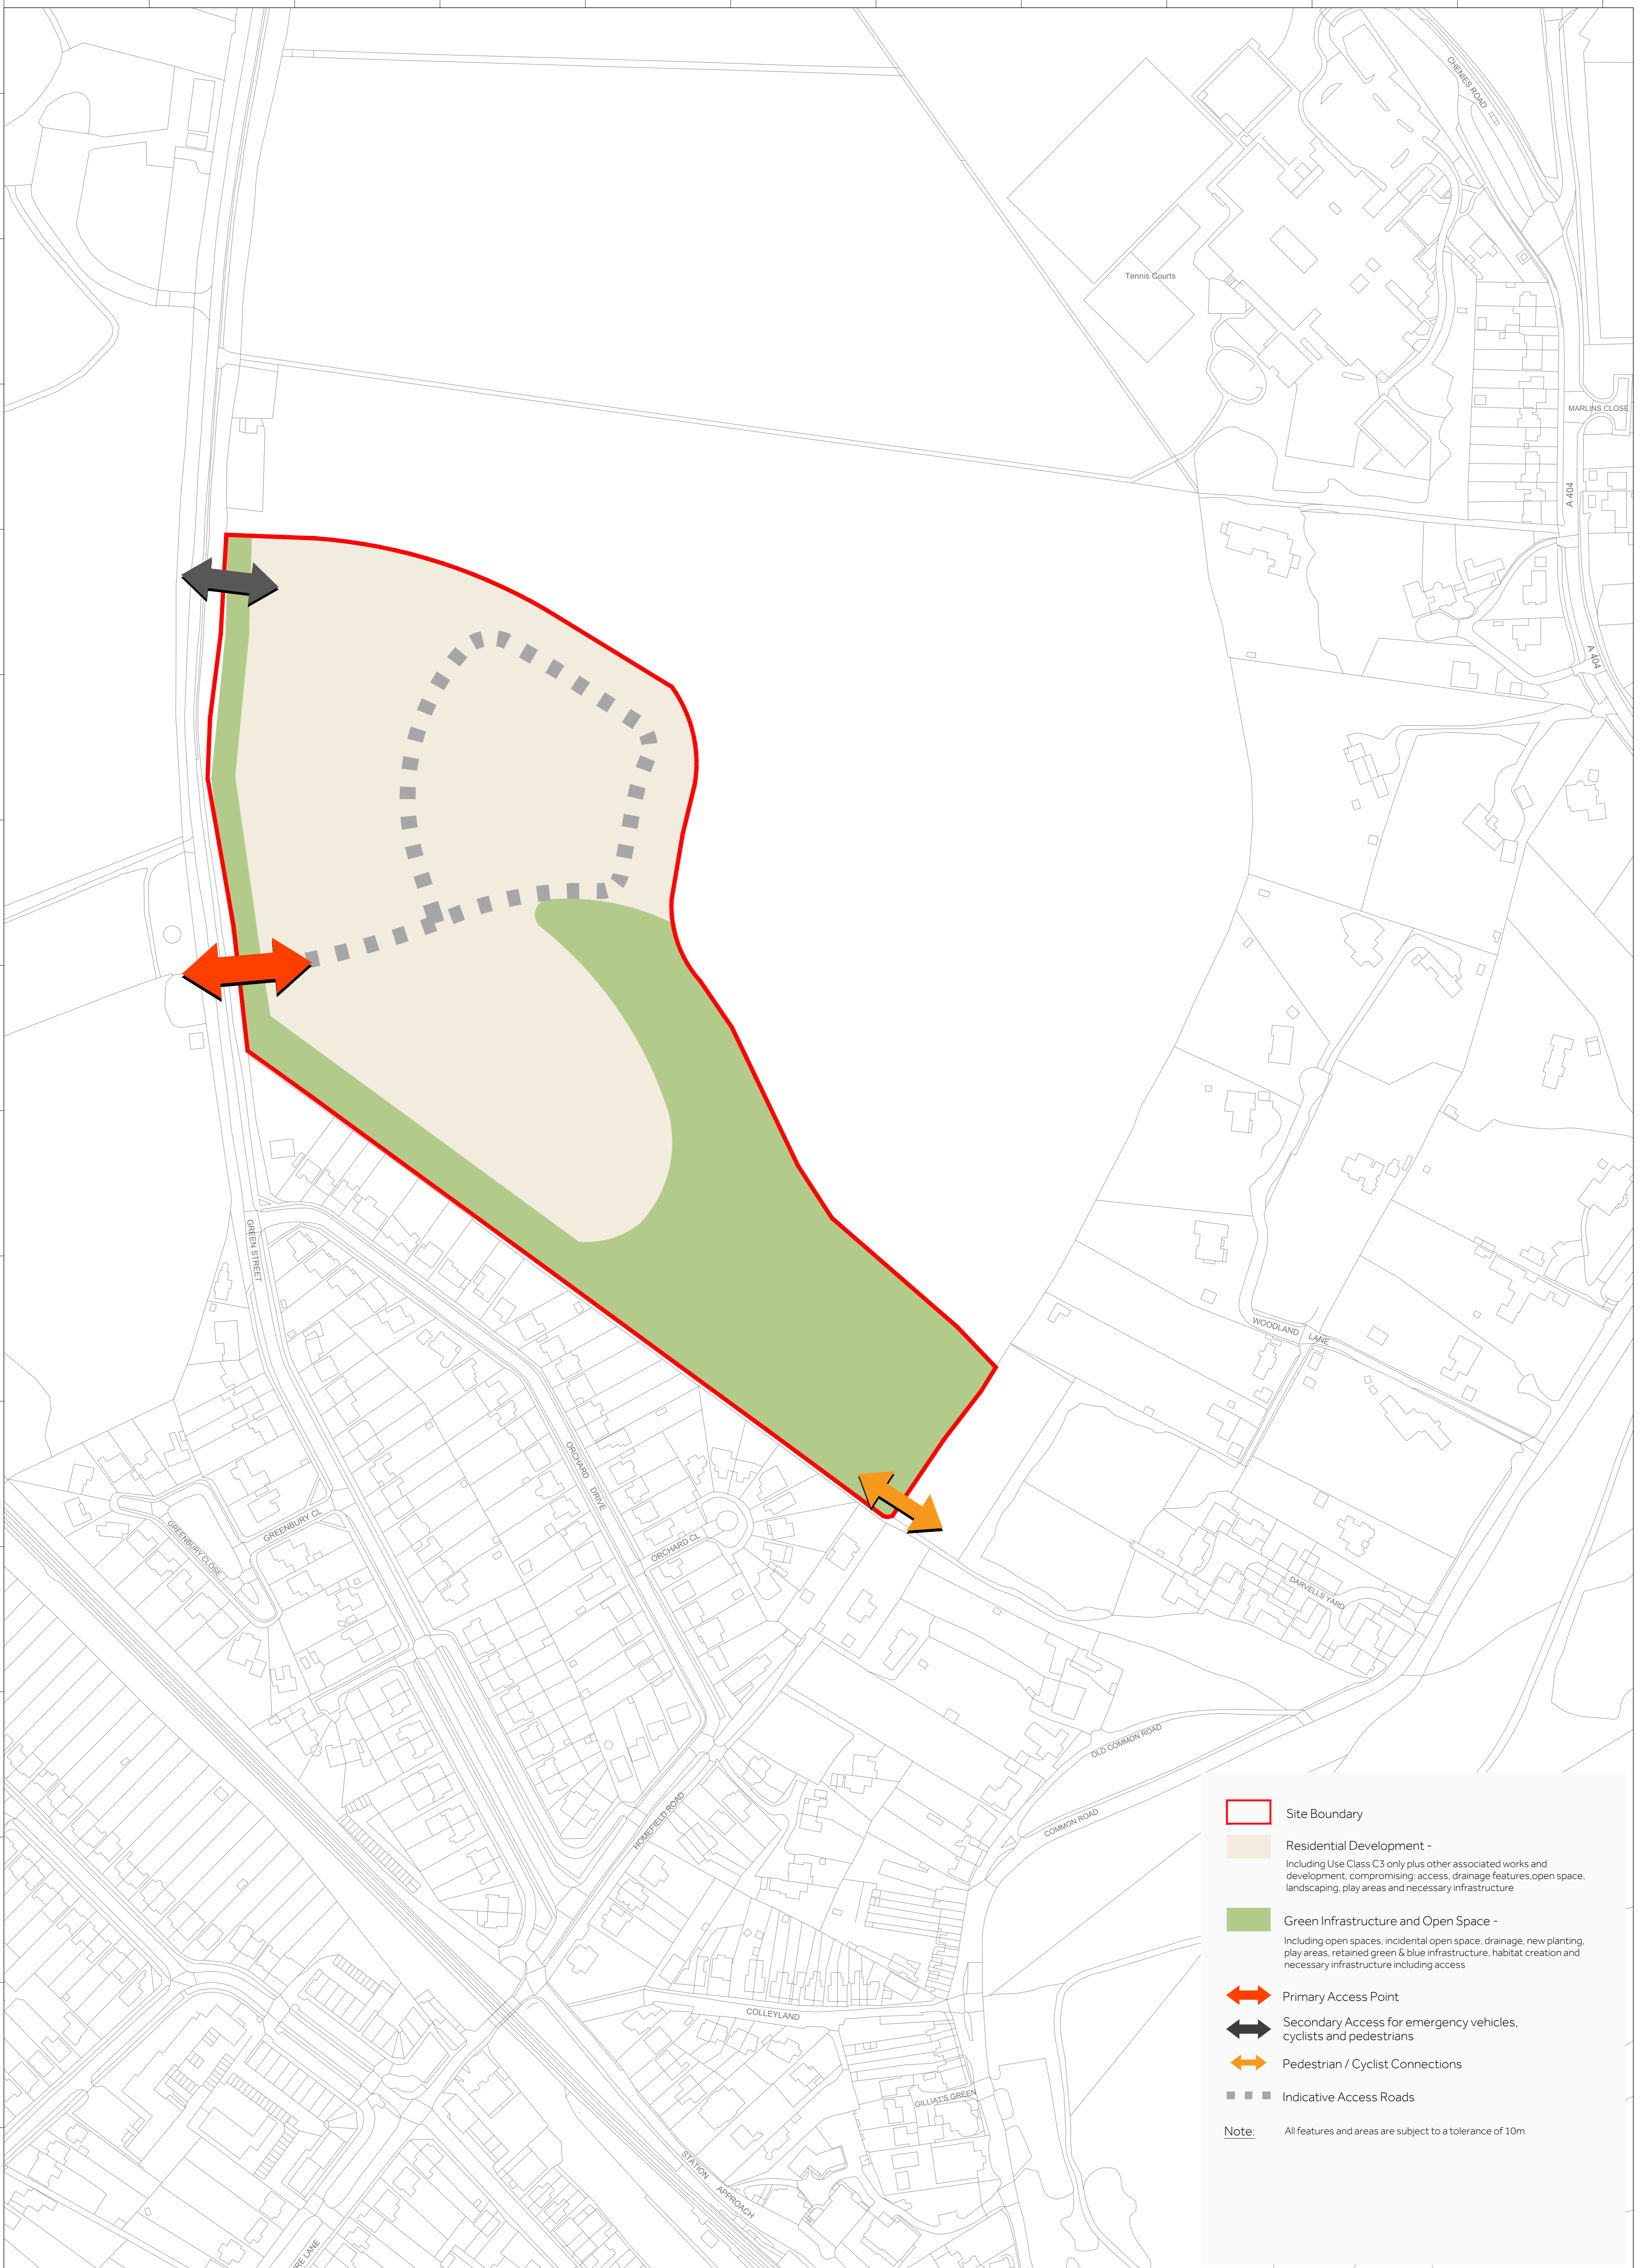 CHENIES ROAD
Tennis Courts
MARLINS CLOSE
A 404
A 404
GREEN STREET
WOODLAND LANE
ORCHARD DRIVE
GREENBURY CL
GREENBURY CLOSE
ORCHARD CL
DARVELLS YARD
OLD COMMON ROAD
COMMON ROAD
HOMEFIELD ROAD
COLLEYLAND
GILLIAT'S GREEN
STATION APPROACH
Site Boundary
Residential Development -
Including Use Class C3 only plus other associated works and
development, compromising: access, drainage features,open space,
landscaping, play areas and necessary infrastructure
Green Infrastructure and Open Space -
Including open spaces, incidental open space, drainage, new planting,
play areas, retained green & blue infrastructure, habitat creation and
necessary infrastructure including access
Primary Access Point
Secondary Access for emergency vehicles,
cyclists and pedestrians
Pedestrian / Cyclist Connections
Indicative Access Roads
Note: All features and areas are subject to a tolerance of 10m